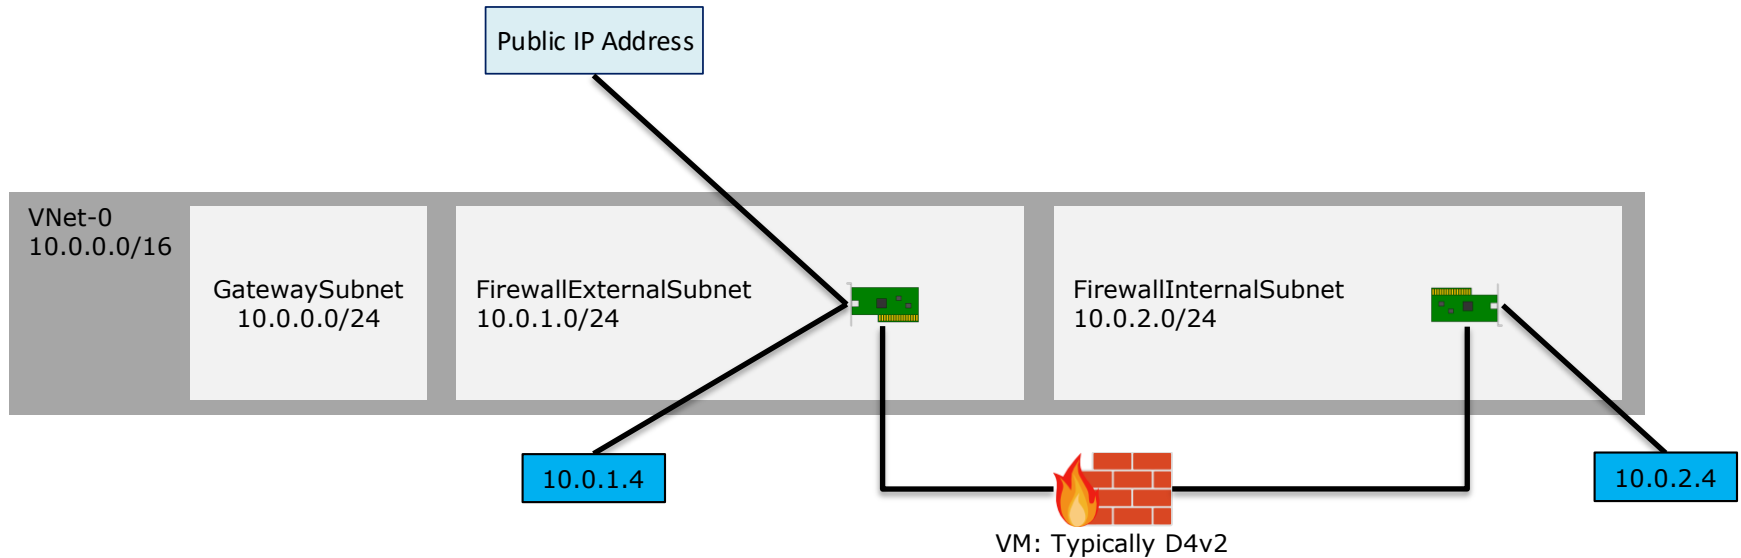 Public IP Address
VNet-0
10.0.0.0/16
GatewaySubnet
10.0.0.0/24
FirewallExternalSubnet
10.0.1.0/24
FirewallInternalSubnet
10.0.2.0/24
10.0.1.4
10.0.2.4
VM: Typically D4v2